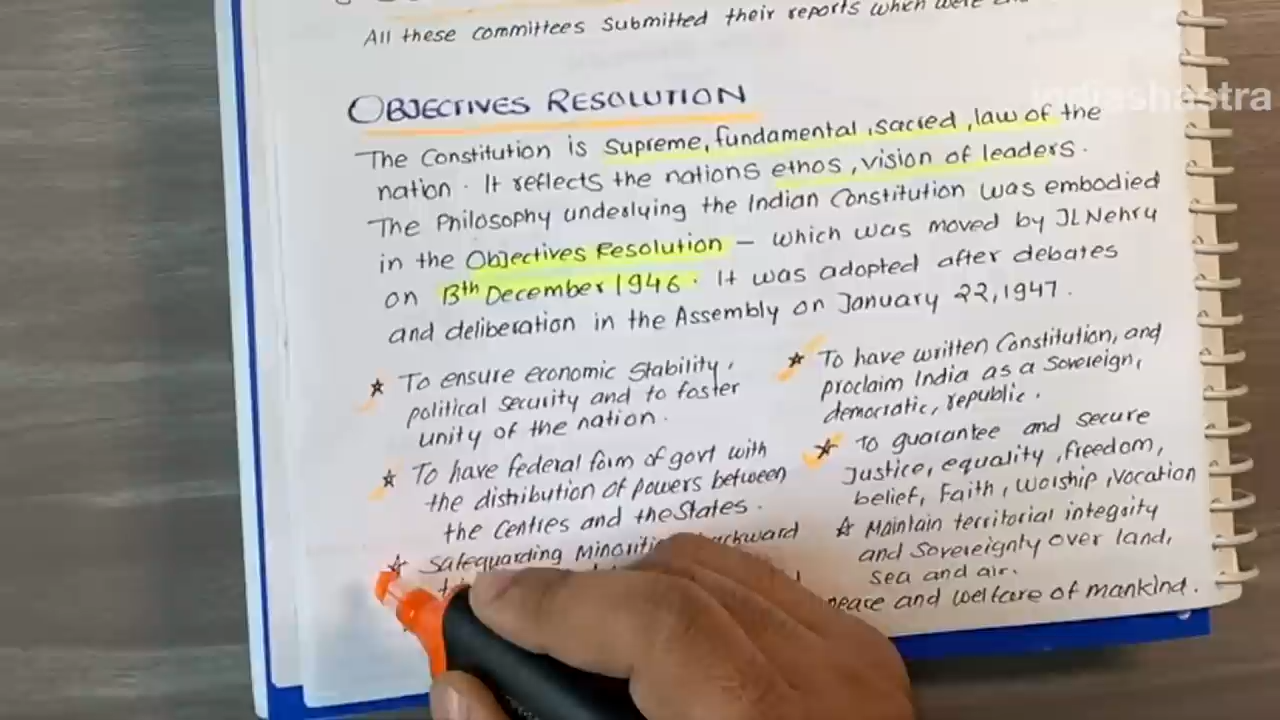 All these committees submitted their reports which were
indiashastra
OBJECTIVES RESOLUTION
The Constitution is supreme, fundamental, sacred, law of the
nation. It reflects the nations ethos, vision of leaders.
The Philosophy underlying the Indian Constitution was embodied
in the Objectives Resolution – which was moved by JL Nehru
on 13th December 1946. It was adopted after debates
and deliberation in the Assembly on January 22, 1947.
★ To ensure economic stability,
political security and to foster
unity of the nation.
★ To have federal form of govt with
the distribution of powers between
the Centres and the States.
★ Safeguarding Minorities
★ To have written Constitution, and
proclaim India as a Sovereign,
democratic, republic.
★ To guarantee and secure
Justice, equality, freedom,
belief, Faith, Worship, Vocation
★ Maintain territorial integrity
and Sovereignty over land,
sea and air.
peace and welfare of mankind.